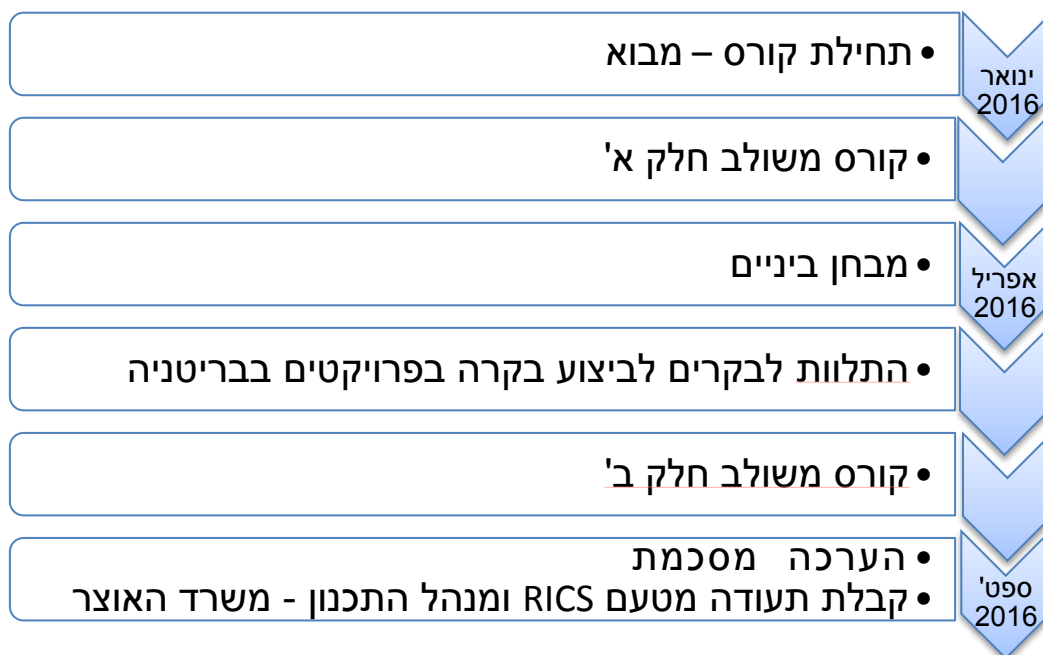 ינואר
2016
• תחילת קורס – מבוא
• קורס משולב חלק א'
אפריל
2016
• מבחן ביניים
• התלוות לבקרים לביצוע בקרה בפרויקטים בבריטניה
• קורס משולב חלק ב'
ספט'
2016
• הערכה מסכמת
• קבלת תעודה מטעם RICS ומנהל התכנון - משרד האוצר